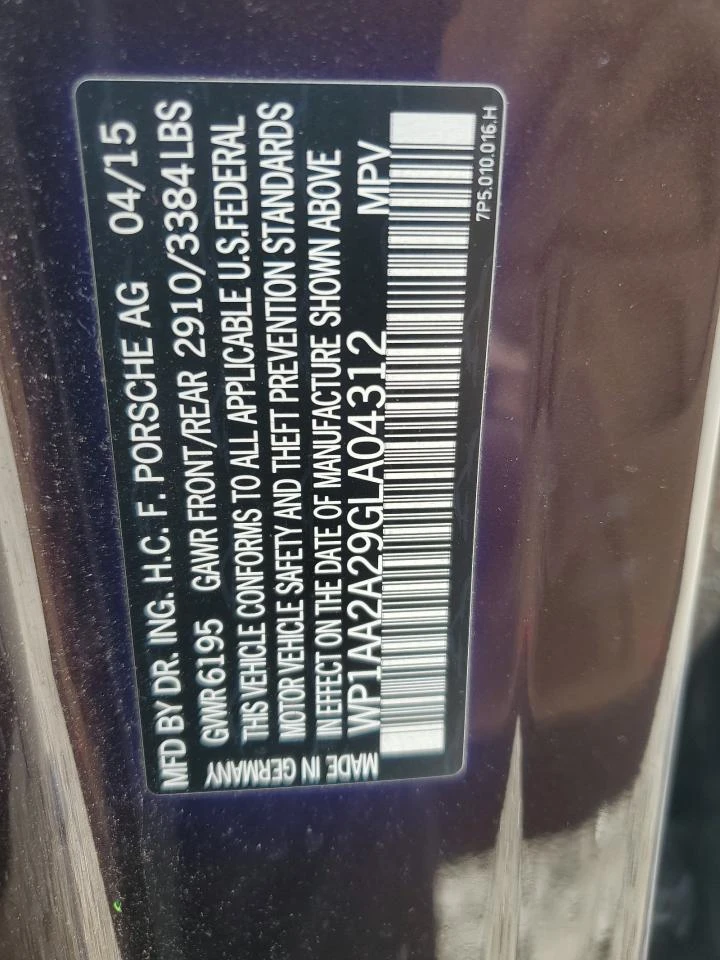 MFD BY DR. ING. H.C. F. PORSCHE AG 04/15
GVWR 6195 GAWR FRONT/REAR 2910/3384 LBS
THIS VEHICLE CONFORMS TO ALL APPLICABLE U.S.FEDERAL
MOTOR VEHICLE SAFETY AND THEFT PREVENTION STANDARDS
IN EFFECT ON THE DATE OF MANUFACTURE SHOWN ABOVE
WP1AA2A29GLA04312 MPV
MADE IN GERMANY
7P5.010.016.H